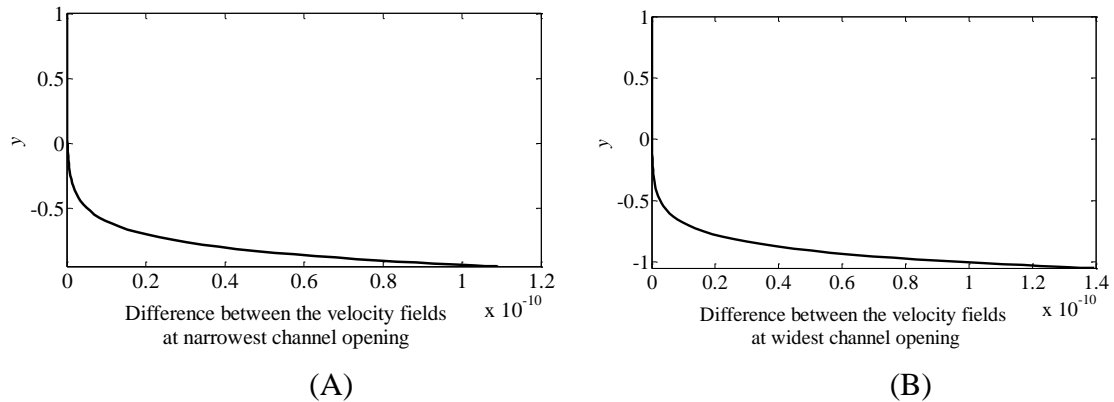 1
0.5
0
-0.5
y
0 0.2 0.4 0.6 0.8 1 1.2
x 10-10
Difference between the velocity fields
at narrowest channel opening
(A)
1
0.5
0
-0.5
-1
y
0 0.2 0.4 0.6 0.8 1 1.2 1.4
x 10-10
Difference between the velocity fields
at widest channel opening
(B)